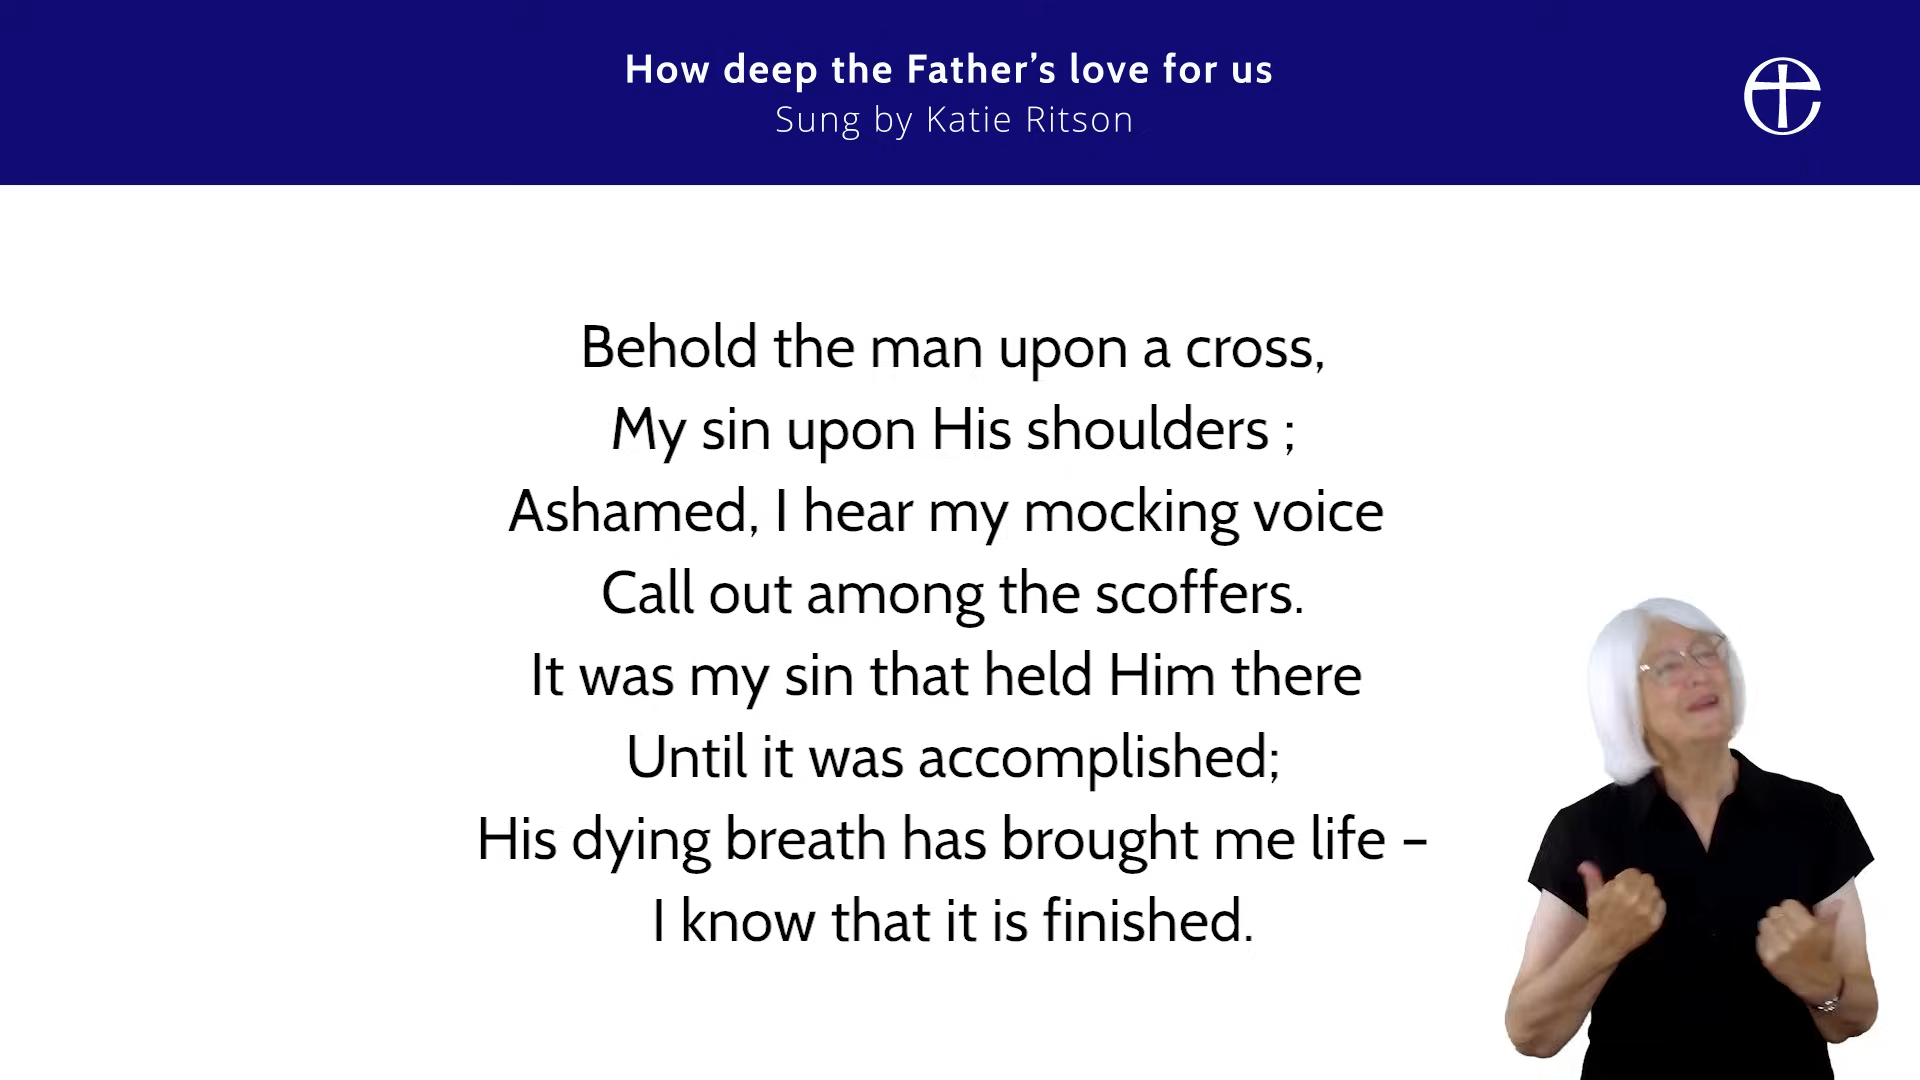 How deep the Father’s love for us
Sung by Katie Ritson
Behold the man upon a cross,
My sin upon His shoulders ;
Ashamed, I hear my mocking voice
Call out among the scoffers.
It was my sin that held Him there
Until it was accomplished;
His dying breath has brought me life –
I know that it is finished.